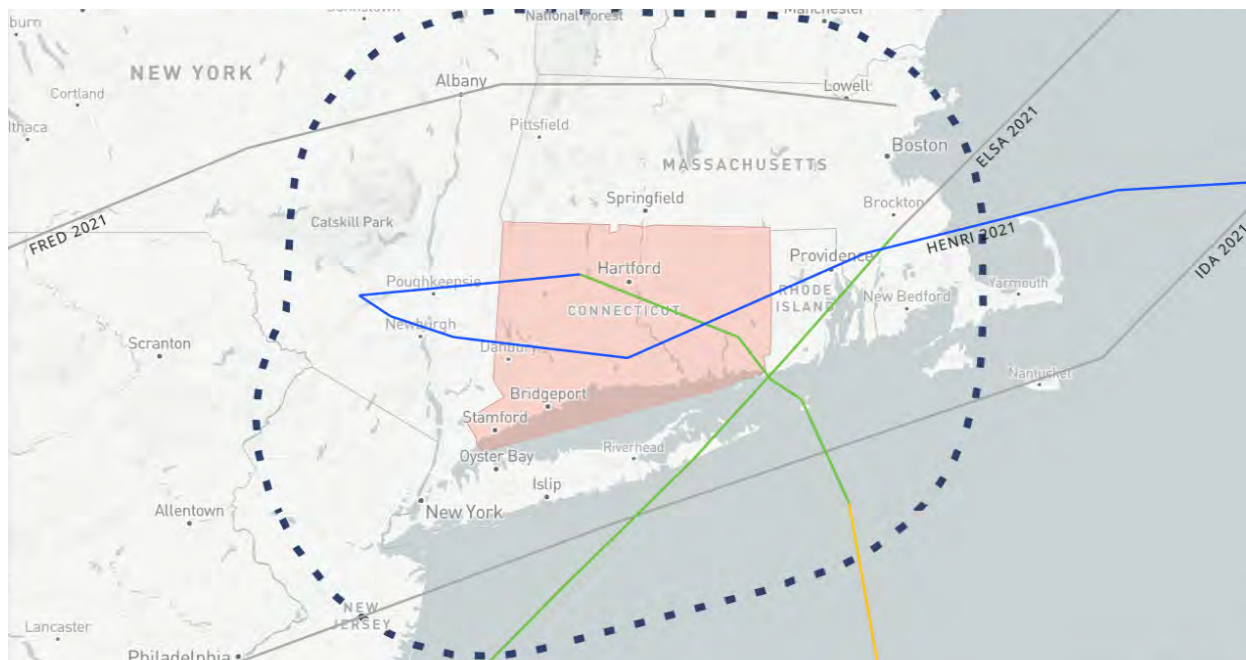 National Forest
Manchester
burn
NEW YORK
Albany
Lowell
Cortland
Ithaca
Pittsfield
Boston
MASSACHUSETTS
ELSA 2021
Springfield
Brockton
Catskill Park
FRED 2021
HENRI 2021
IDA 2021
Hartford
Providence
Poughkeepsie
RHODE
ISLAND
Yarmouth
New Bedford
CONNECTICUT
Newburgh
Scranton
Danbury
Nantucket
Bridgeport
Stamford
Riverhead
Oyster Bay
Islip
Allentown
New York
NEW
JERSEY
Lancaster
Philadelphia